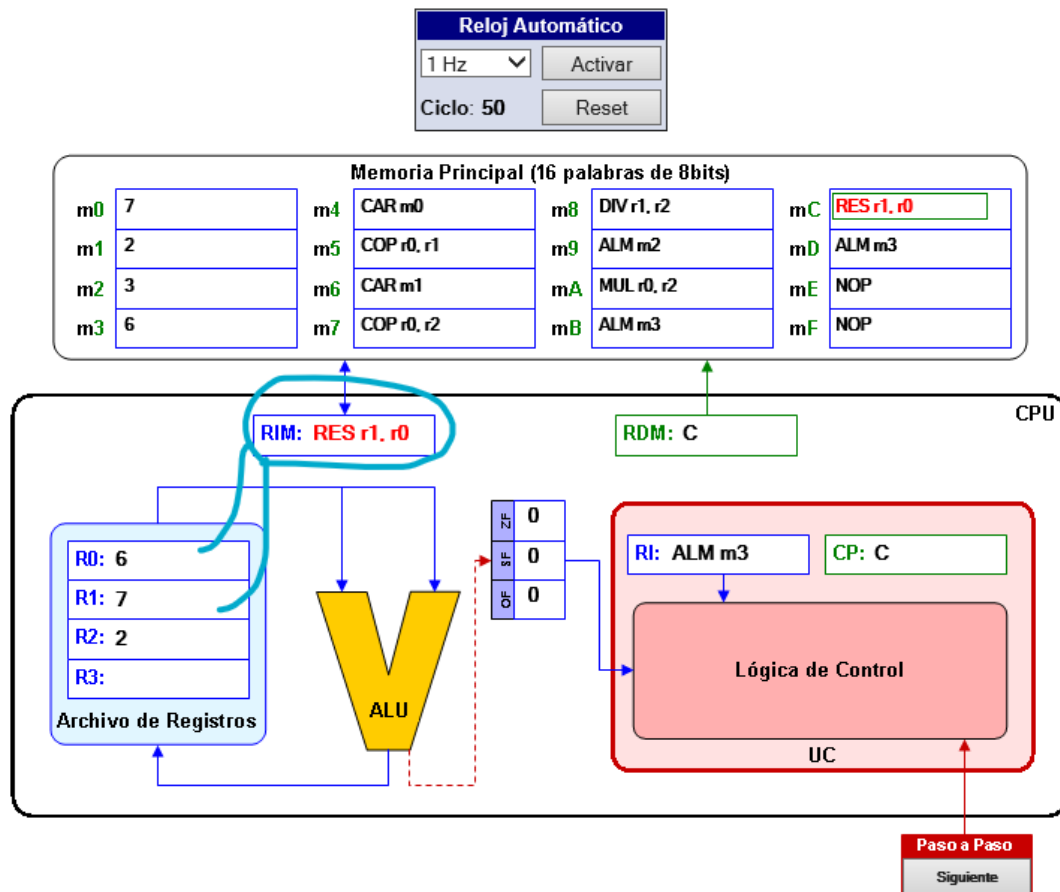 Reloj Automático
1 Hz Activar
Ciclo: 50 Reset
Memoria Principal (16 palabras de 8bits)
m0 7 m4 CAR m0 m8 DIV r1, r2 mC RES r1, r0
m1 2 m5 COP r0, r1 m9 ALM m2 mD ALM m3
m2 3 m6 CAR m1 mA MUL r0, r2 mE NOP
m3 6 m7 COP r0, r2 mB ALM m3 mF NOP
CPU
RIM: RES r1, r0 RDM: C
ZF 0
SF 0
OF 0
R0: 6
R1: 7
R2: 2
R3:
Archivo de Registros
ALU
RI: ALM m3 CP: C
Lógica de Control
UC
Paso a Paso
Siguiente